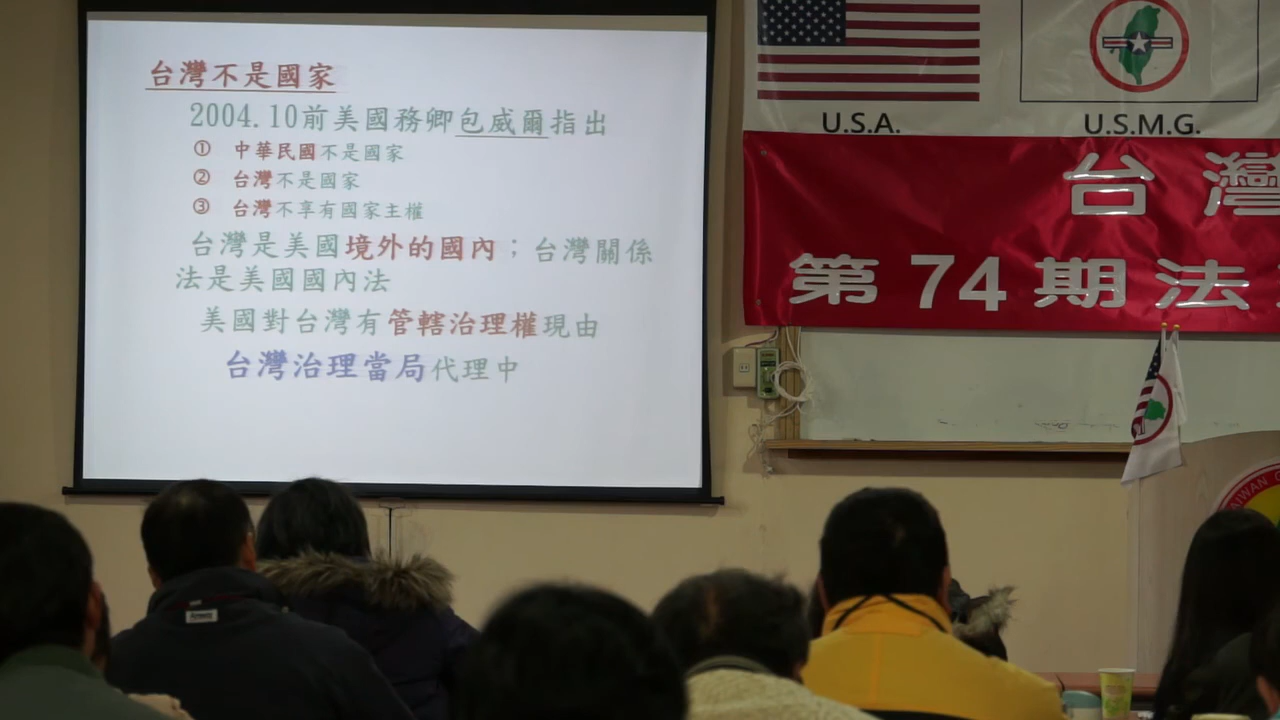 台灣不是國家
2004.10前美國務卿包威爾指出
① 中華民國不是國家
② 台灣不是國家
③ 台灣不享有國家主權
台灣是美國境外的國內；台灣關係
法是美國國內法
美國對台灣有管轄治理權現由
台灣治理當局代理中
U.S.A.
U.S.M.G.
台灣
第74期法
TAIWAN